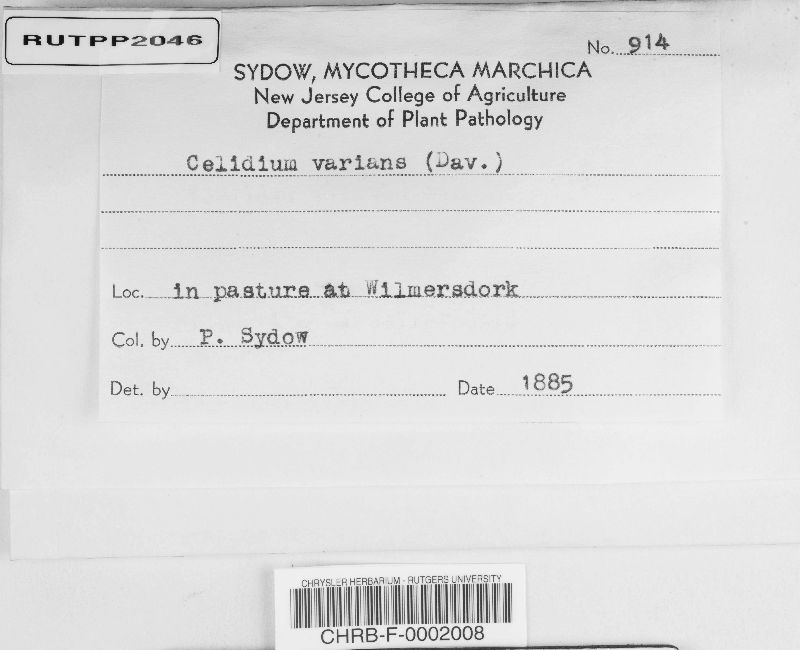 RUTPP2046
No. 914
SYDOW, MYCOTHECA MARCHICA
New Jersey College of Agriculture
Department of Plant Pathology
Celidium varians (Dav.)
Loc. in pasture at Wilmersdork
Col. by P. Sydow
Det. by Date 1885
CHRYSLER HERBARIUM - RUTGERS UNIVERSITY
CHRB-F-0002008